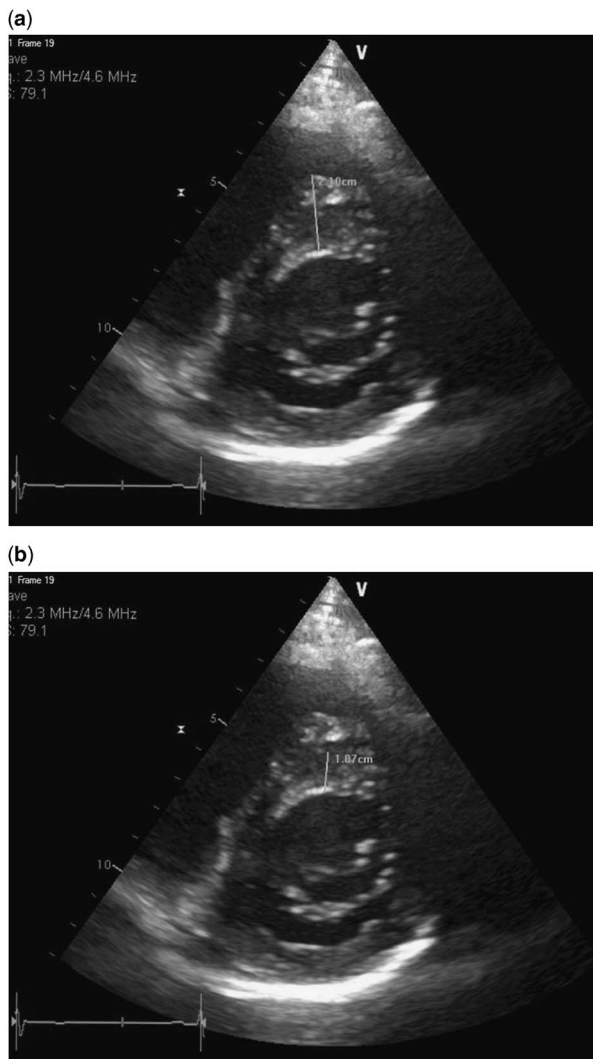 (a)
1 Frame 19
V
ave
q.: 2.3 MHz/4.6 MHz
S: 79.1
2.10cm
5
10
(b)
1 Frame 19
V
ave
q.: 2.3 MHz/4.6 MHz
S: 79.1
5
1.07cm
10